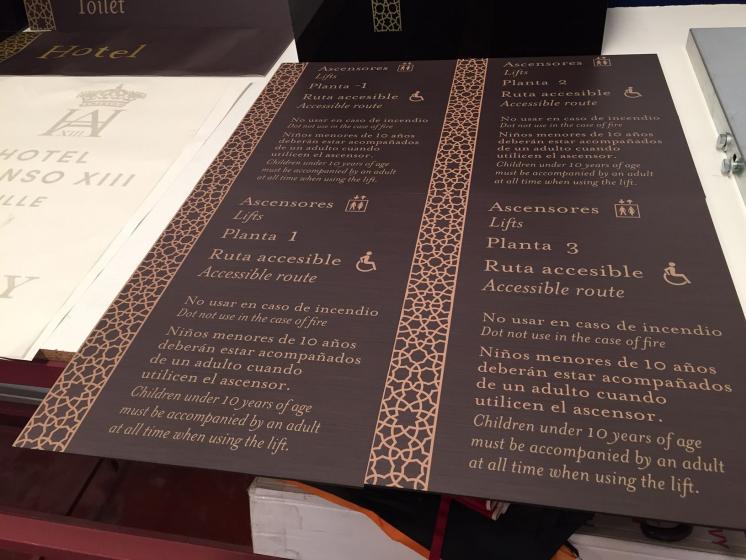 Toilet
Hotel
XIII
HOTEL
NSO XIII
ILLE
Y
Ascensores
Lifts
Planta -1
Ruta accesible
Accessible route
No usar en caso de incendio
Dot not use in the case of fire
Niños menores de 10 años
deberán estar acompañados
de un adulto cuando
utilicen el ascensor.
Children under 10 years of age
must be accompanied by an adult
at all time when using the lift.
Ascensores
Lifts
Planta 2
Ruta accesible
Accessible route
No usar en caso de incendio
Dot not use in the case of fire
Niños menores de 10 años
deberán estar acompañados
de un adulto cuando
utilicen el ascensor.
Children under 10 years of age
must be accompanied by an adult
at all time when using the lift.
Ascensores
Lifts
Planta 1
Ruta accesible
Accessible route
No usar en caso de incendio
Dot not use in the case of fire
Niños menores de 10 años
deberán estar acompañados
de un adulto cuando
utilicen el ascensor.
Children under 10 years of age
must be accompanied by an adult
at all time when using the lift.
Ascensores
Lifts
Planta 3
Ruta accesible
Accessible route
No usar en caso de incendio
Dot not use in the case of fire
Niños menores de 10 años
deberán estar acompañados
de un adulto cuando
utilicen el ascensor.
Children under 10 years of age
must be accompanied by an adult
at all time when using the lift.